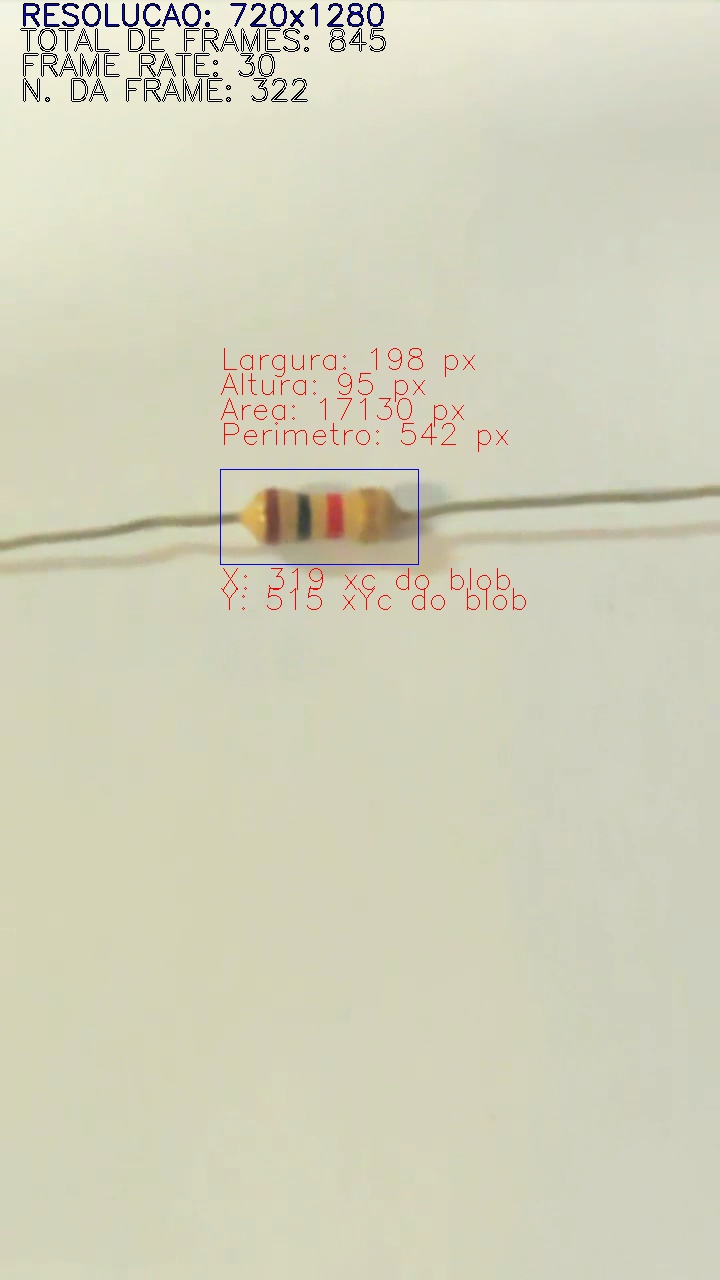 RESOLUCAO: 720x1280
TOTAL DE FRAMES: 845
FRAME RATE: 30
N. DA FRAME: 322
Largura: 198 px
Altura: 95 px
Area: 17130 px
Perimetro: 542 px
X: 319 xc do blob
Y: 515 xYc do blob